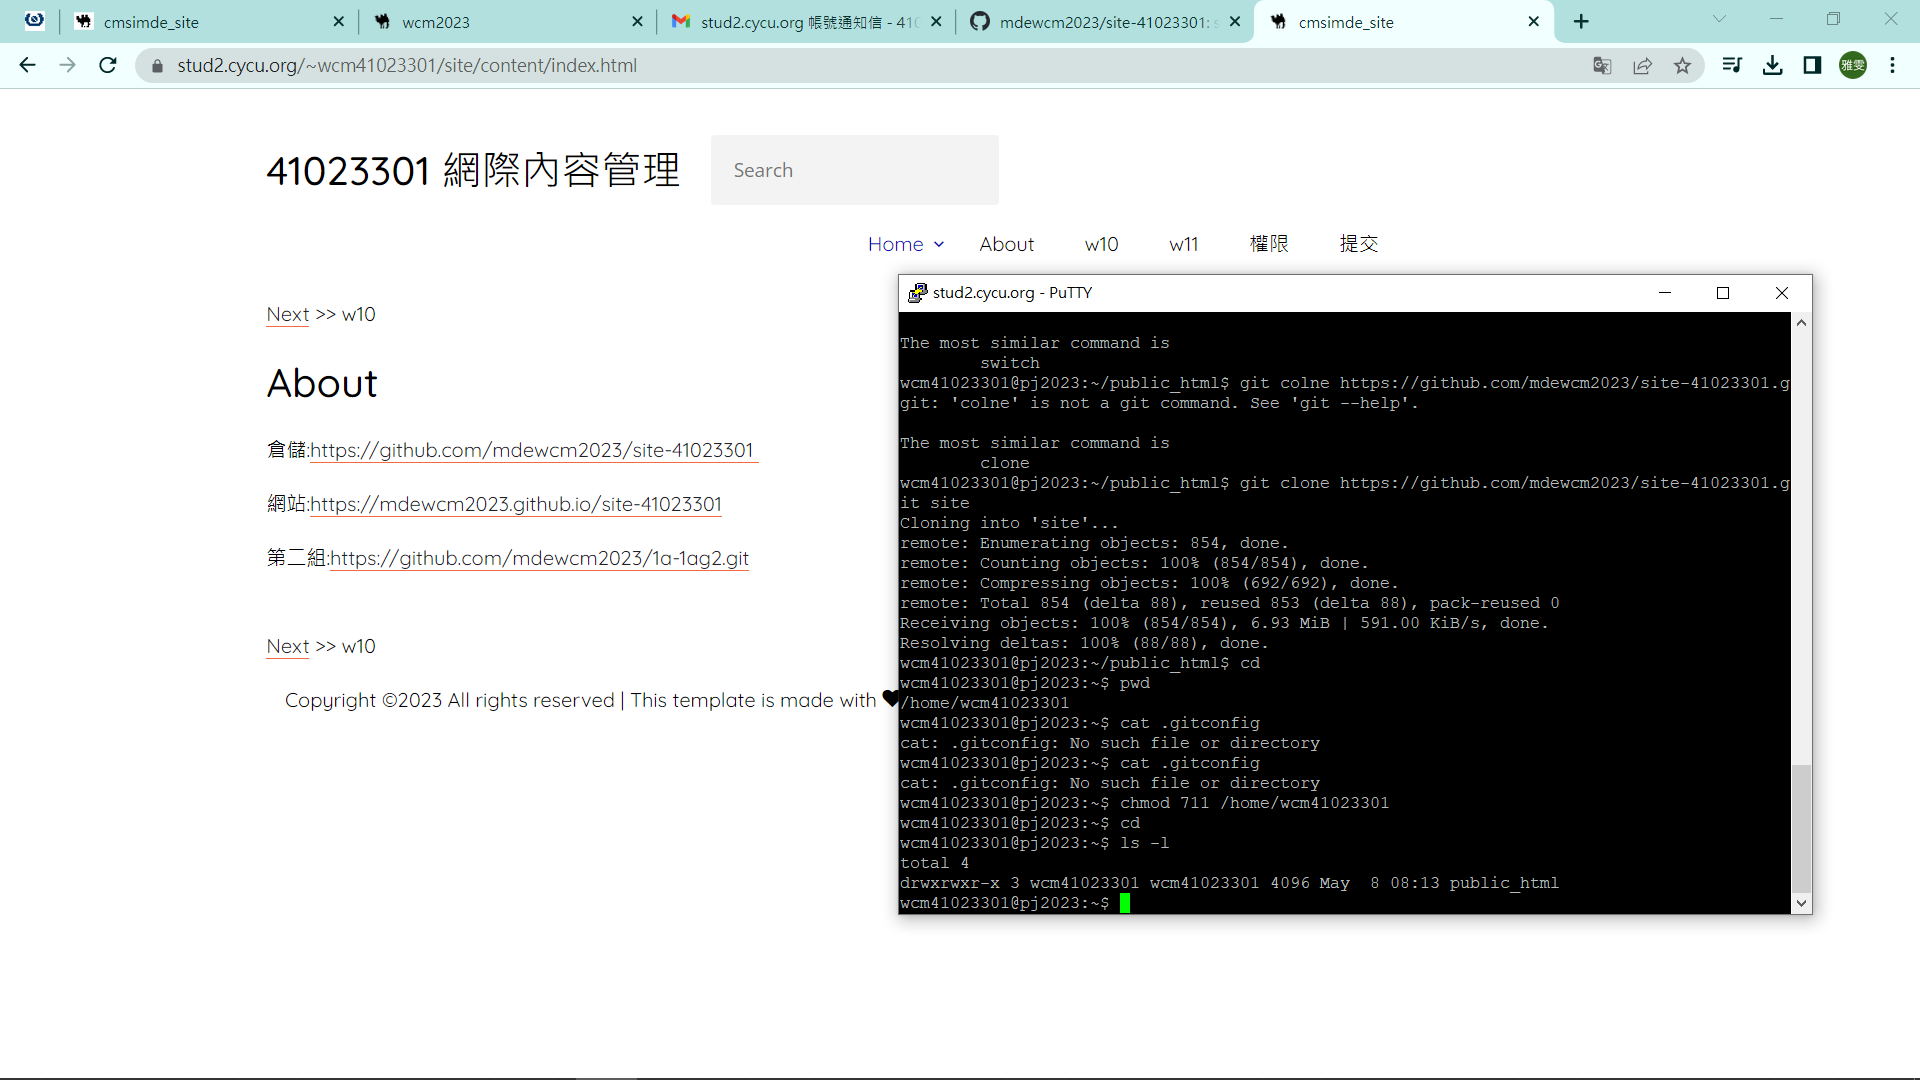 cmsimde_site
wcm2023
stud2.cycu.org 帳號通知信 - 410
mdewcm2023/site-41023301: s
cmsimde_site
stud2.cycu.org/~wcm41023301/site/content/index.html
雅雯
41023301 網際內容管理
Search
Home
About
w10
w11
權限
提交
Next >> w10
About
倉儲:https://github.com/mdewcm2023/site-41023301
網站:https://mdewcm2023.github.io/site-41023301
第二組:https://github.com/mdewcm2023/1a-1ag2.git
Next >> w10
Copyright ©2023 All rights reserved | This template is made with ♥
stud2.cycu.org - PuTTY
The most similar command is
switch
wcm41023301@pj2023:~/public_html$ git colne https://github.com/mdewcm2023/site-41023301.g
git: 'colne' is not a git command. See 'git --help'.
The most similar command is
clone
wcm41023301@pj2023:~/public_html$ git clone https://github.com/mdewcm2023/site-41023301.g
it site
Cloning into 'site'...
remote: Enumerating objects: 854, done.
remote: Counting objects: 100% (854/854), done.
remote: Compressing objects: 100% (692/692), done.
remote: Total 854 (delta 88), reused 853 (delta 88), pack-reused 0
Receiving objects: 100% (854/854), 6.93 MiB | 591.00 KiB/s, done.
Resolving deltas: 100% (88/88), done.
wcm41023301@pj2023:~/public_html$ cd
wcm41023301@pj2023:~$ pwd
/home/wcm41023301
wcm41023301@pj2023:~$ cat .gitconfig
cat: .gitconfig: No such file or directory
wcm41023301@pj2023:~$ cat .gitconfig
cat: .gitconfig: No such file or directory
wcm41023301@pj2023:~$ chmod 711 /home/wcm41023301
wcm41023301@pj2023:~$ cd
wcm41023301@pj2023:~$ ls -l
total 4
drwxrwxr-x 3 wcm41023301 wcm41023301 4096 May  8 08:13 public_html
wcm41023301@pj2023:~$